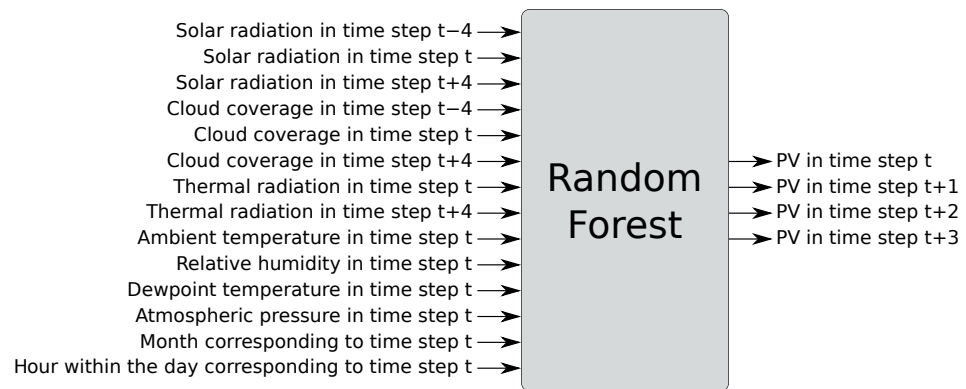 Solar radiation in time step t−4
Solar radiation in time step t
Solar radiation in time step t+4
Cloud coverage in time step t−4
Cloud coverage in time step t
Cloud coverage in time step t+4
Thermal radiation in time step t
Thermal radiation in time step t+4
Ambient temperature in time step t
Relative humidity in time step t
Dewpoint temperature in time step t
Atmospheric pressure in time step t
Month corresponding to time step t
Hour within the day corresponding to time step t
Random
Forest
PV in time step t
PV in time step t+1
PV in time step t+2
PV in time step t+3